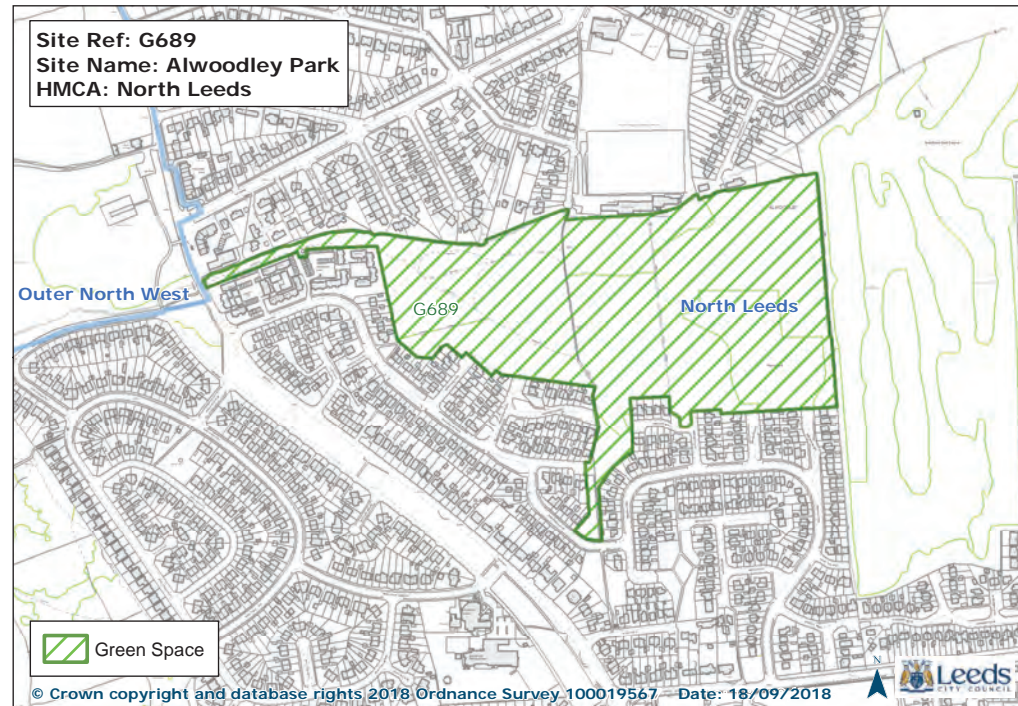 Site Ref: G689
Site Name: Alwoodley Park
HMCA: North Leeds
Outer North West
G689
North Leeds
Green Space
N
Leeds
CITY COUNCIL
© Crown copyright and database rights 2018 Ordnance Survey 100019567 Date: 18/09/2018